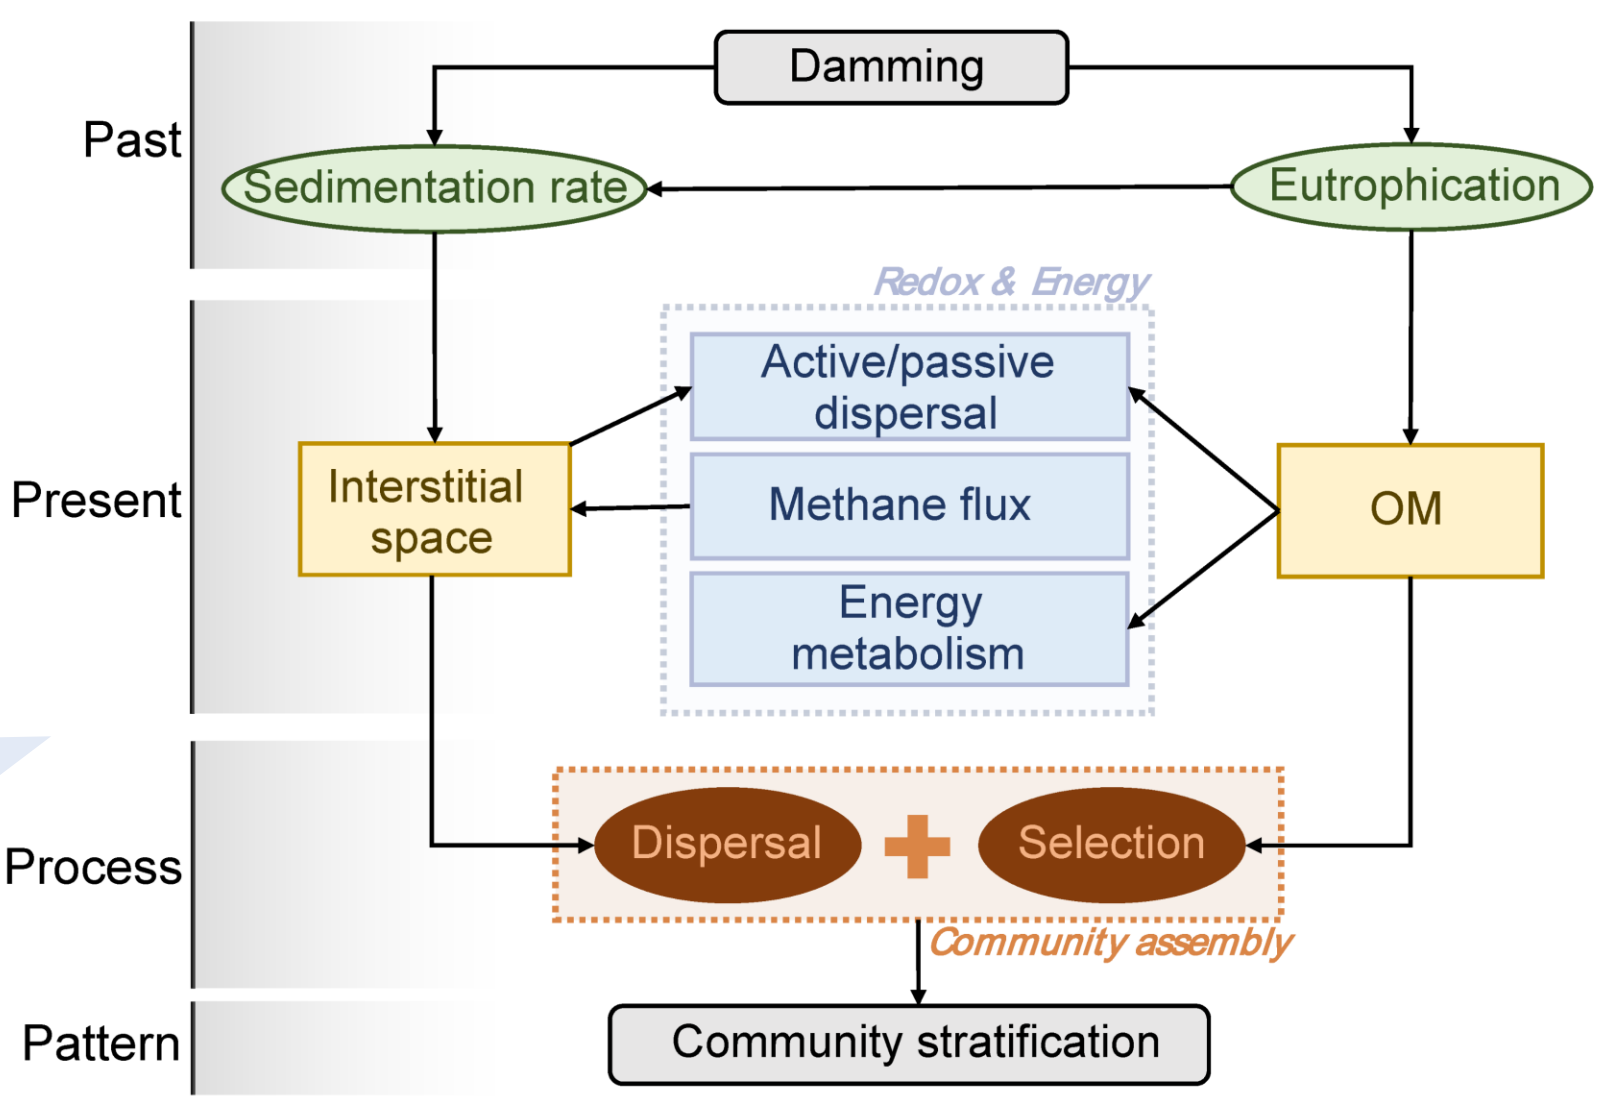 Damming
Past
Sedimentation rate
Eutrophication
Redox & Energy
Active/passive
dispersal
Present
Interstitial
space
Methane flux
OM
Energy
metabolism
Process
Dispersal
Selection
Community assembly
Pattern
Community stratification